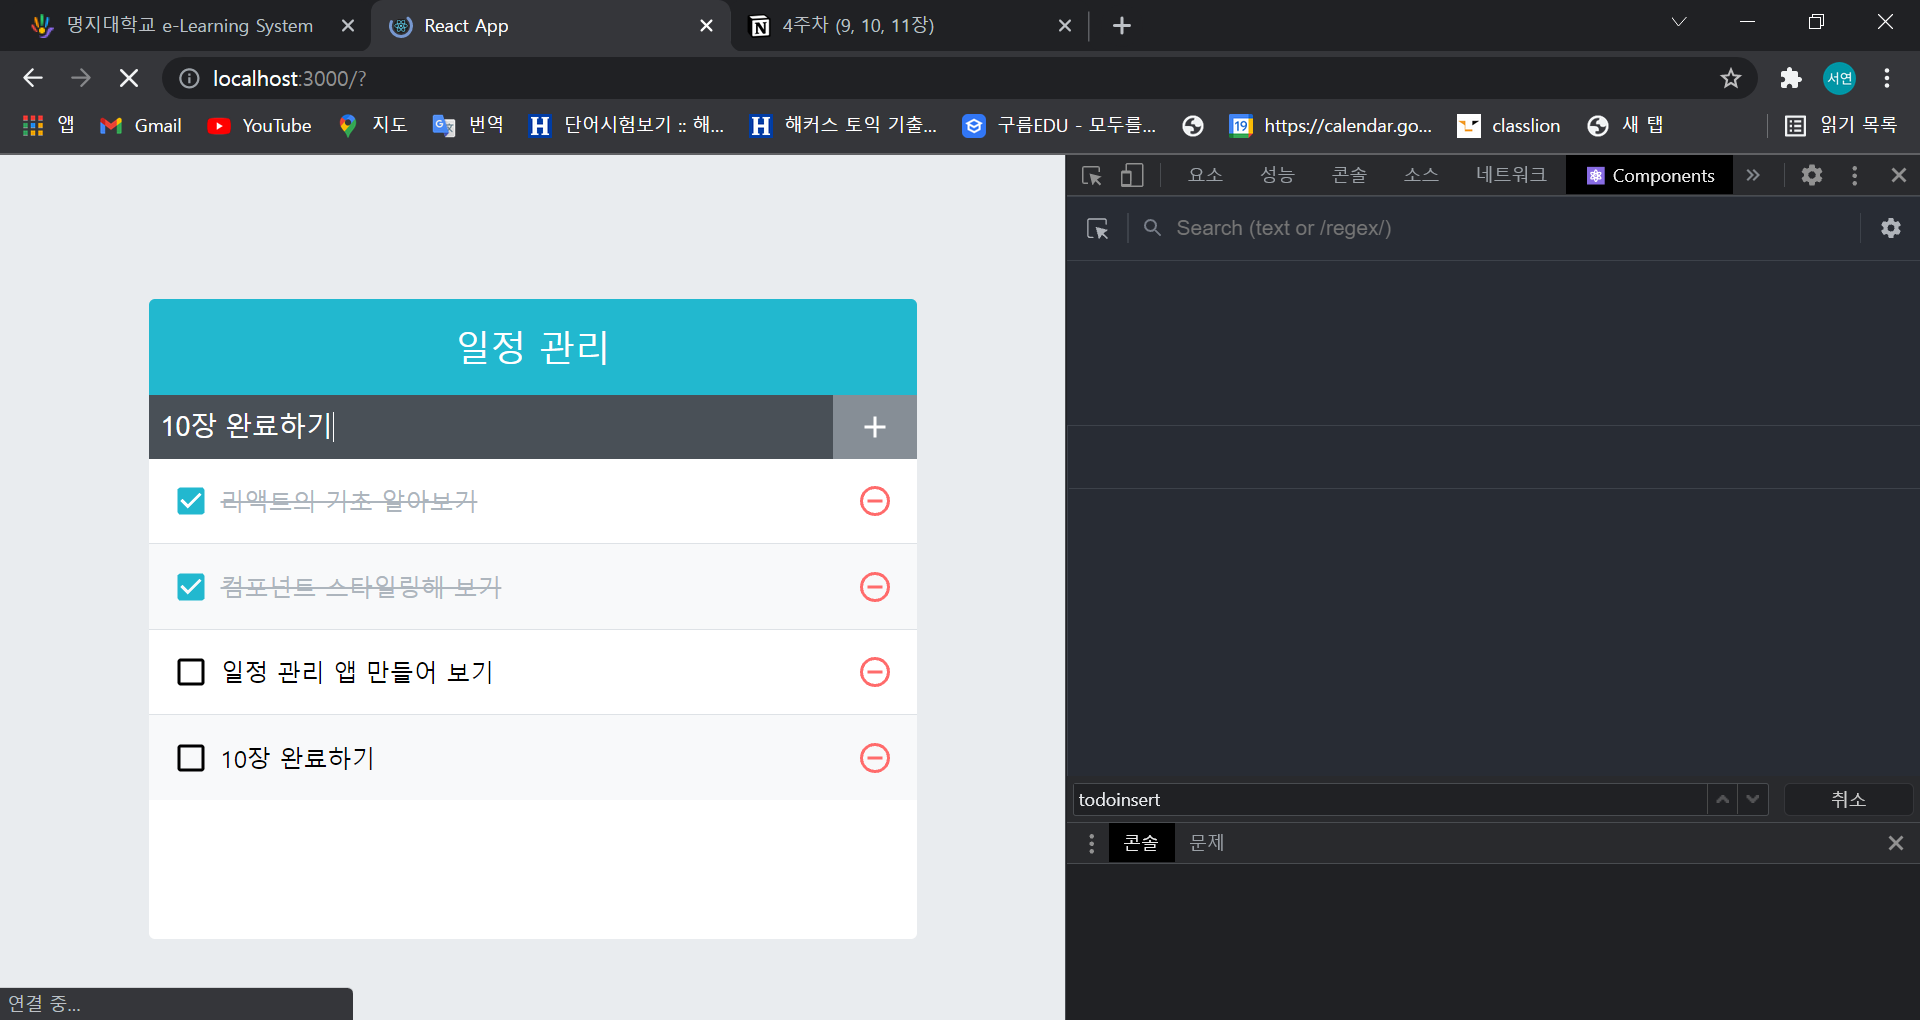 명지대학교 e-Learning System
React App
4주차 (9, 10, 11장)
localhost:3000/?
서연
앱
Gmail
YouTube
지도
번역
단어시험보기 :: 해...
해커스 토익 기출...
구름EDU - 모두를...
19
https://calendar.go...
classlion
새 탭
읽기 목록
요소
성능
콘솔
소스
네트워크
Components
Search (text or /regex/)
일정 관리
10장 완료하기
리액트의 기초 알아보기
컴포넌트 스타일링해 보기
일정 관리 앱 만들어 보기
10장 완료하기
todoinsert
취소
콘솔
문제
연결 중...